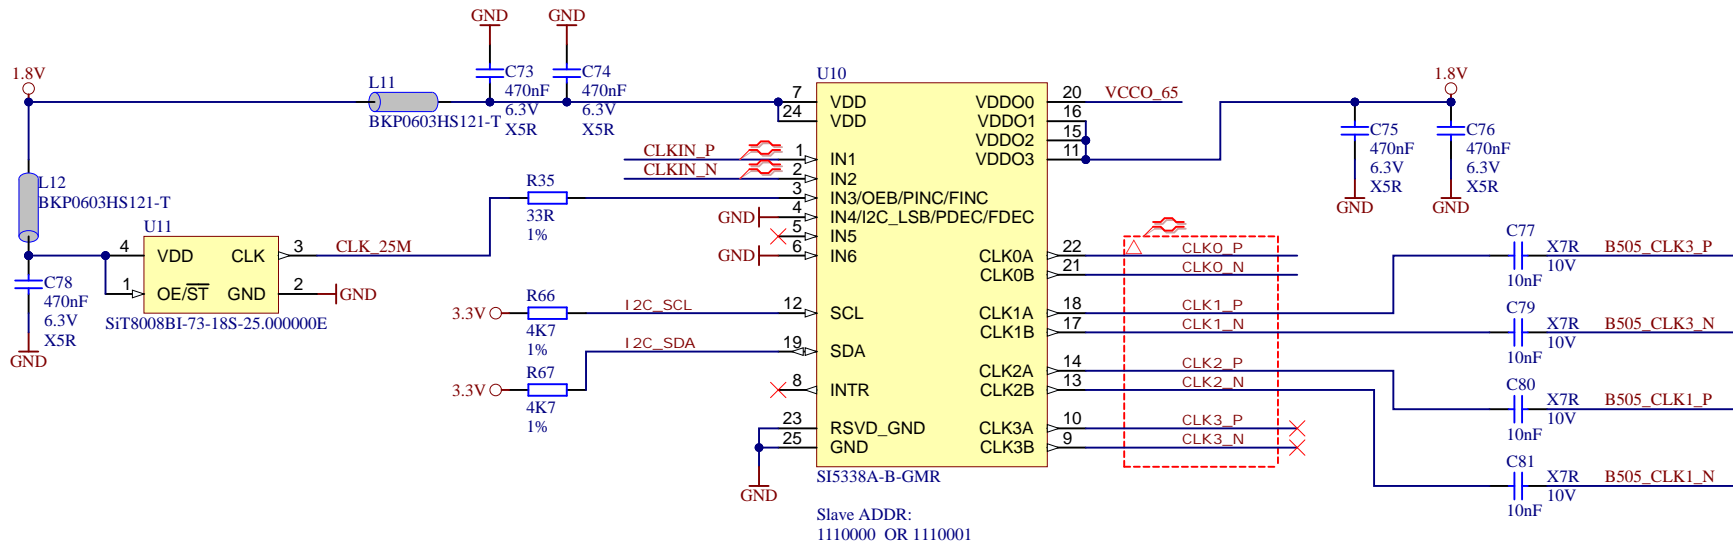 GND
GND
1.8V
L11
BKP0603HS121-T
C73
470nF
6.3V
X5R
C74
470nF
6.3V
X5R
L12
BKP0603HS121-T
U11
4
VDD
CLK
3
CLK_25M
1
OE/ST
GND
2
GND
SiT8008BI-73-18S-25.000000E
C78
470nF
6.3V
X5R
GND
R35
33R
1%
3.3V
R66
4K7
1%
I2C_SCL
3.3V
R67
4K7
1%
I2C_SDA
CLKIN_P
CLKIN_N
GND
GND
U10
7
VDD
24
VDD
1
IN1
2
IN2
3
IN3/OEB/PINC/FINC
4
IN4/I2C_LSB/PDEC/FDEC
5
IN5
6
IN6
12
SCL
19
SDA
8
INTR
23
RSVD_GND
25
GND
GND
VDDO0
20
VCCO_65
VDDO1
16
VDDO2
15
VDDO3
11
CLK0A
22
CLK0_P
CLK0B
21
CLK0_N
CLK1A
18
CLK1_P
CLK1B
17
CLK1_N
CLK2A
14
CLK2_P
CLK2B
13
CLK2_N
CLK3A
10
CLK3_P
CLK3B
9
CLK3_N
SI5338A-B-GMR
Slave ADDR:
1110000 OR 1110001
1.8V
C75
470nF
6.3V
X5R
GND
C76
470nF
6.3V
X5R
GND
C77
10nF
X7R
10V
B505_CLK3_P
C79
10nF
X7R
10V
B505_CLK3_N
C80
10nF
X7R
10V
B505_CLK1_P
C81
10nF
X7R
10V
B505_CLK1_N